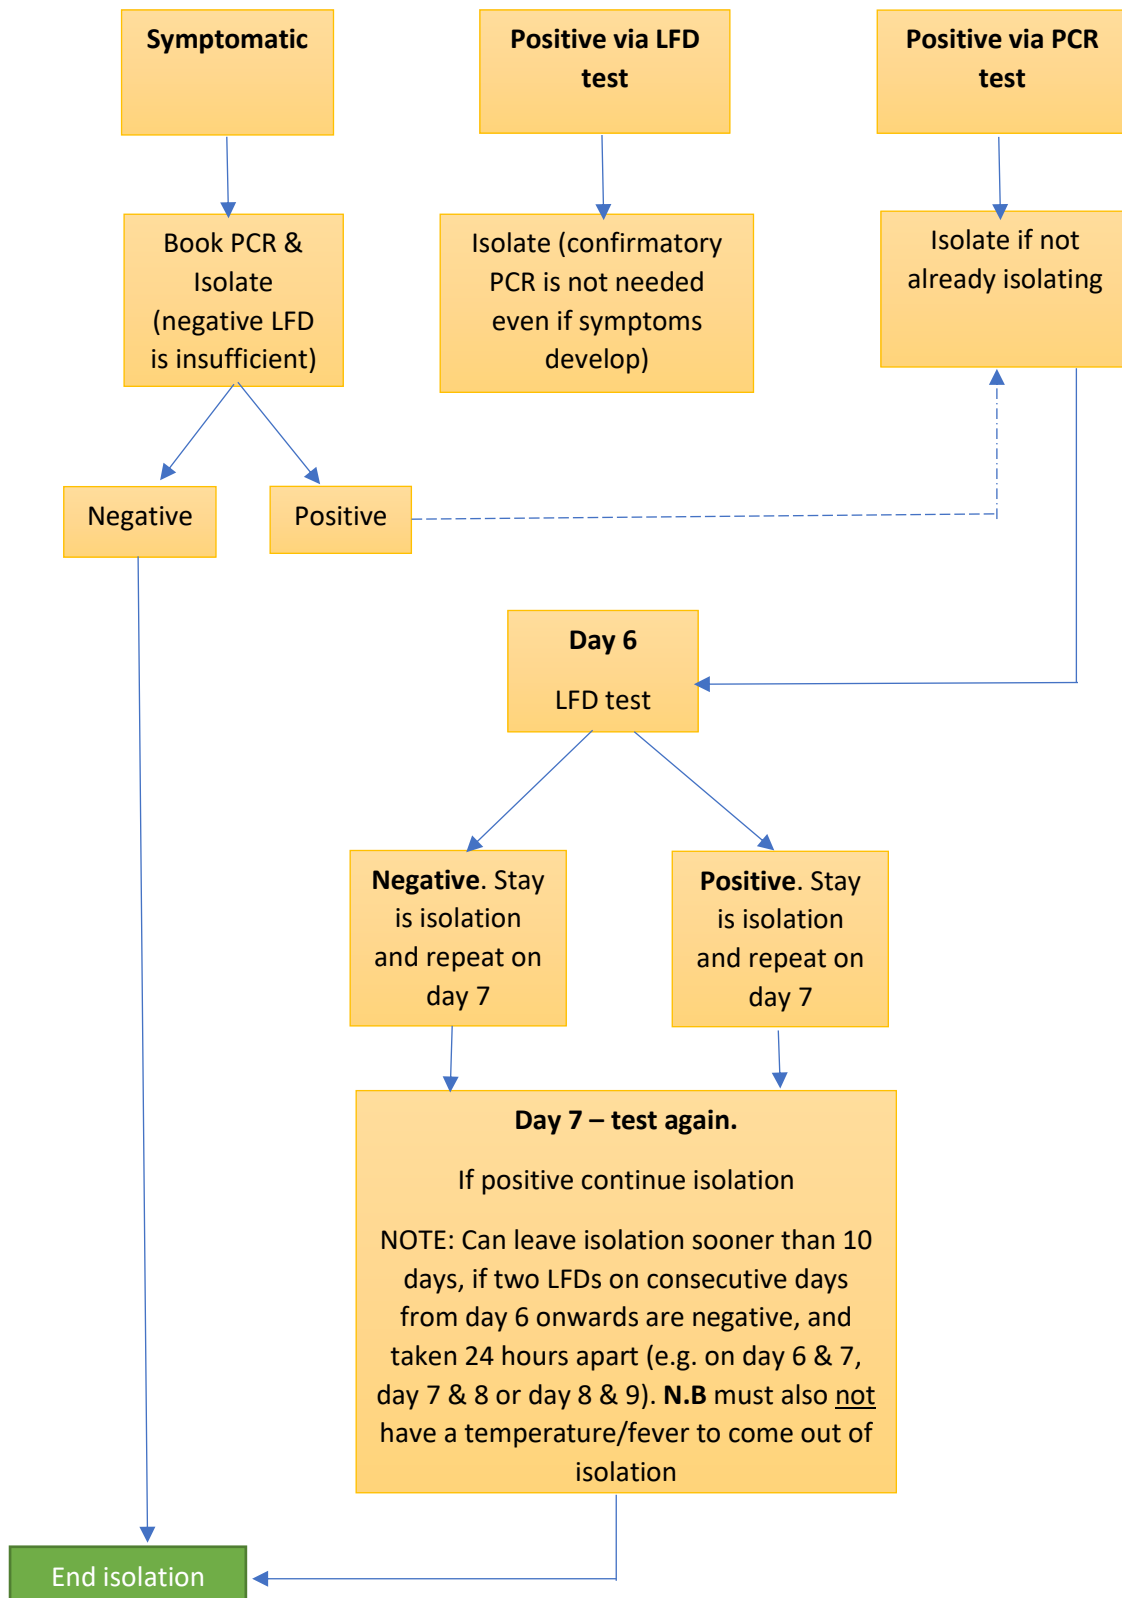 Symptomatic
Positive via LFD
test
Positive via PCR
test
Book PCR &
Isolate
(negative LFD
is insufficient)
Isolate (confirmatory
PCR is not needed
even if symptoms
develop)
Isolate if not
already isolating
Negative
Positive
Day 6
LFD test
Negative. Stay
is isolation
and repeat on
day 7
Positive. Stay
is isolation
and repeat on
day 7
Day 7 – test again.
If positive continue isolation
NOTE: Can leave isolation sooner than 10
days, if two LFDs on consecutive days
from day 6 onwards are negative, and
taken 24 hours apart (e.g. on day 6 & 7,
day 7 & 8 or day 8 & 9). N.B must also not
have a temperature/fever to come out of
isolation
End isolation